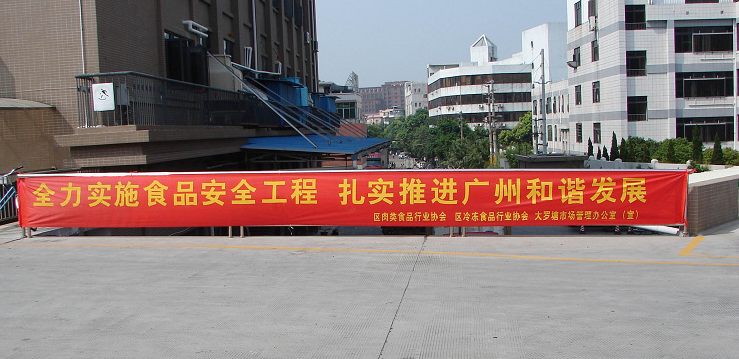 全力实施食品安全工程 扎实推进广州和谐发展
区肉类食品行业协会 区冷冻食品行业协会 大罗塘市场管理办公室（宣）